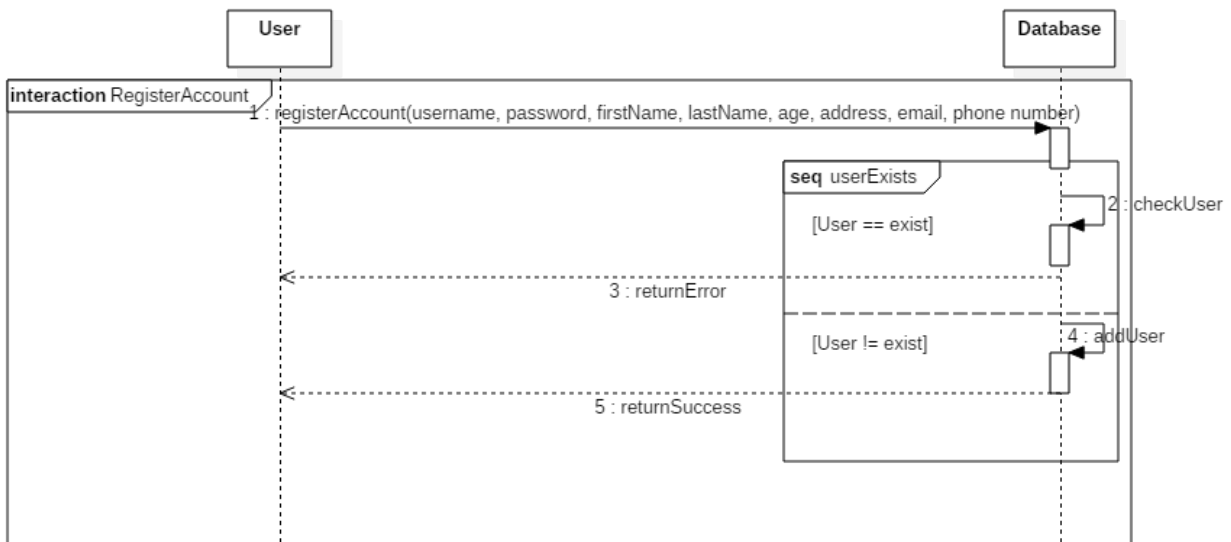 User
Database
interaction RegisterAccount
1 : registerAccount(username, password, firstName, lastName, age, address, email, phone number)
seq userExists
2 : checkUser
[User == exist]
3 : returnError
4 : addUser
[User != exist]
5 : returnSuccess